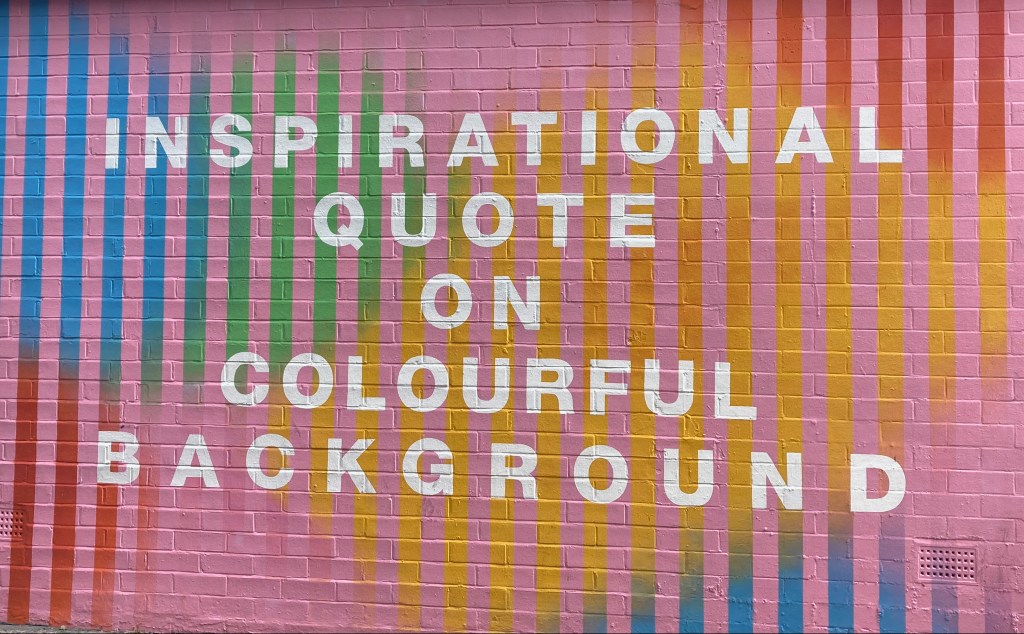 INSPIRATIONAL
QUOTE
ON
COLOURFUL
BACKGROUND